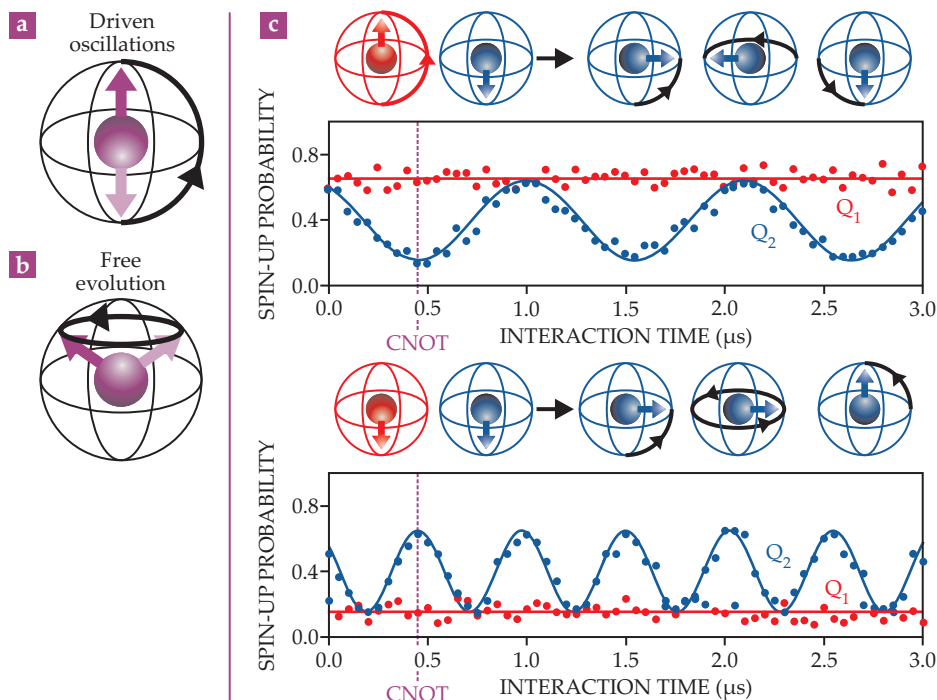 a
Driven
oscillations
b
Free
evolution
c
SPIN-UP PROBABILITY
0.8
0.4
0.0
Q1
Q2
0.0 0.5 1.0 1.5 2.0 2.5 3.0
INTERACTION TIME (µs)
CNOT
SPIN-UP PROBABILITY
0.8
0.4
0.0
Q2
Q1
0.0 0.5 1.0 1.5 2.0 2.5 3.0
CNOT
INTERACTION TIME (µs)